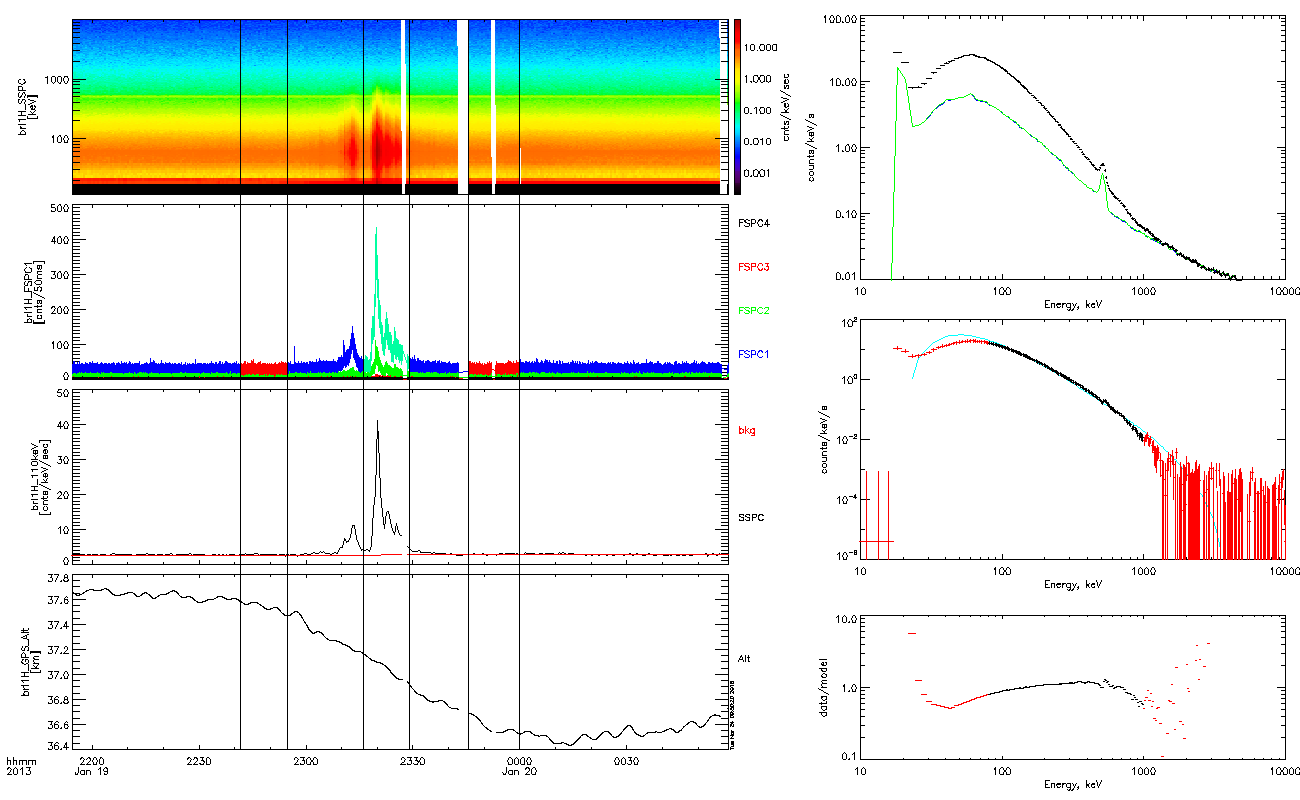 brl1H_SSPC
[keV]
1000
100
10.000
1.000
0.100
0.010
0.001
cnts/keV/sec
brl1H_FSPC1
[cnts/50ms]
500
400
300
200
100
0
FSPC4
FSPC3
FSPC2
FSPC1
brl1H_110keV
[cnts/keV/sec]
50
40
30
20
10
0
bkg
SSPC
brl1H_GPS_Alt
[km]
37.8
37.6
37.4
37.2
37.0
36.8
36.6
36.4
Alt
hhmm
2013
2200
Jan 19
2230
2300
2330
0000
Jan 20
0030
counts/keV/s
100.00
10.00
1.00
0.10
0.01
10
100
1000
10000
Energy, keV
counts/keV/s
10²
10⁰
10⁻²
10⁻⁴
10⁻⁶
10
100
1000
10000
Energy, keV
data/model
10.0
1.0
0.1
10
100
1000
10000
Energy, keV